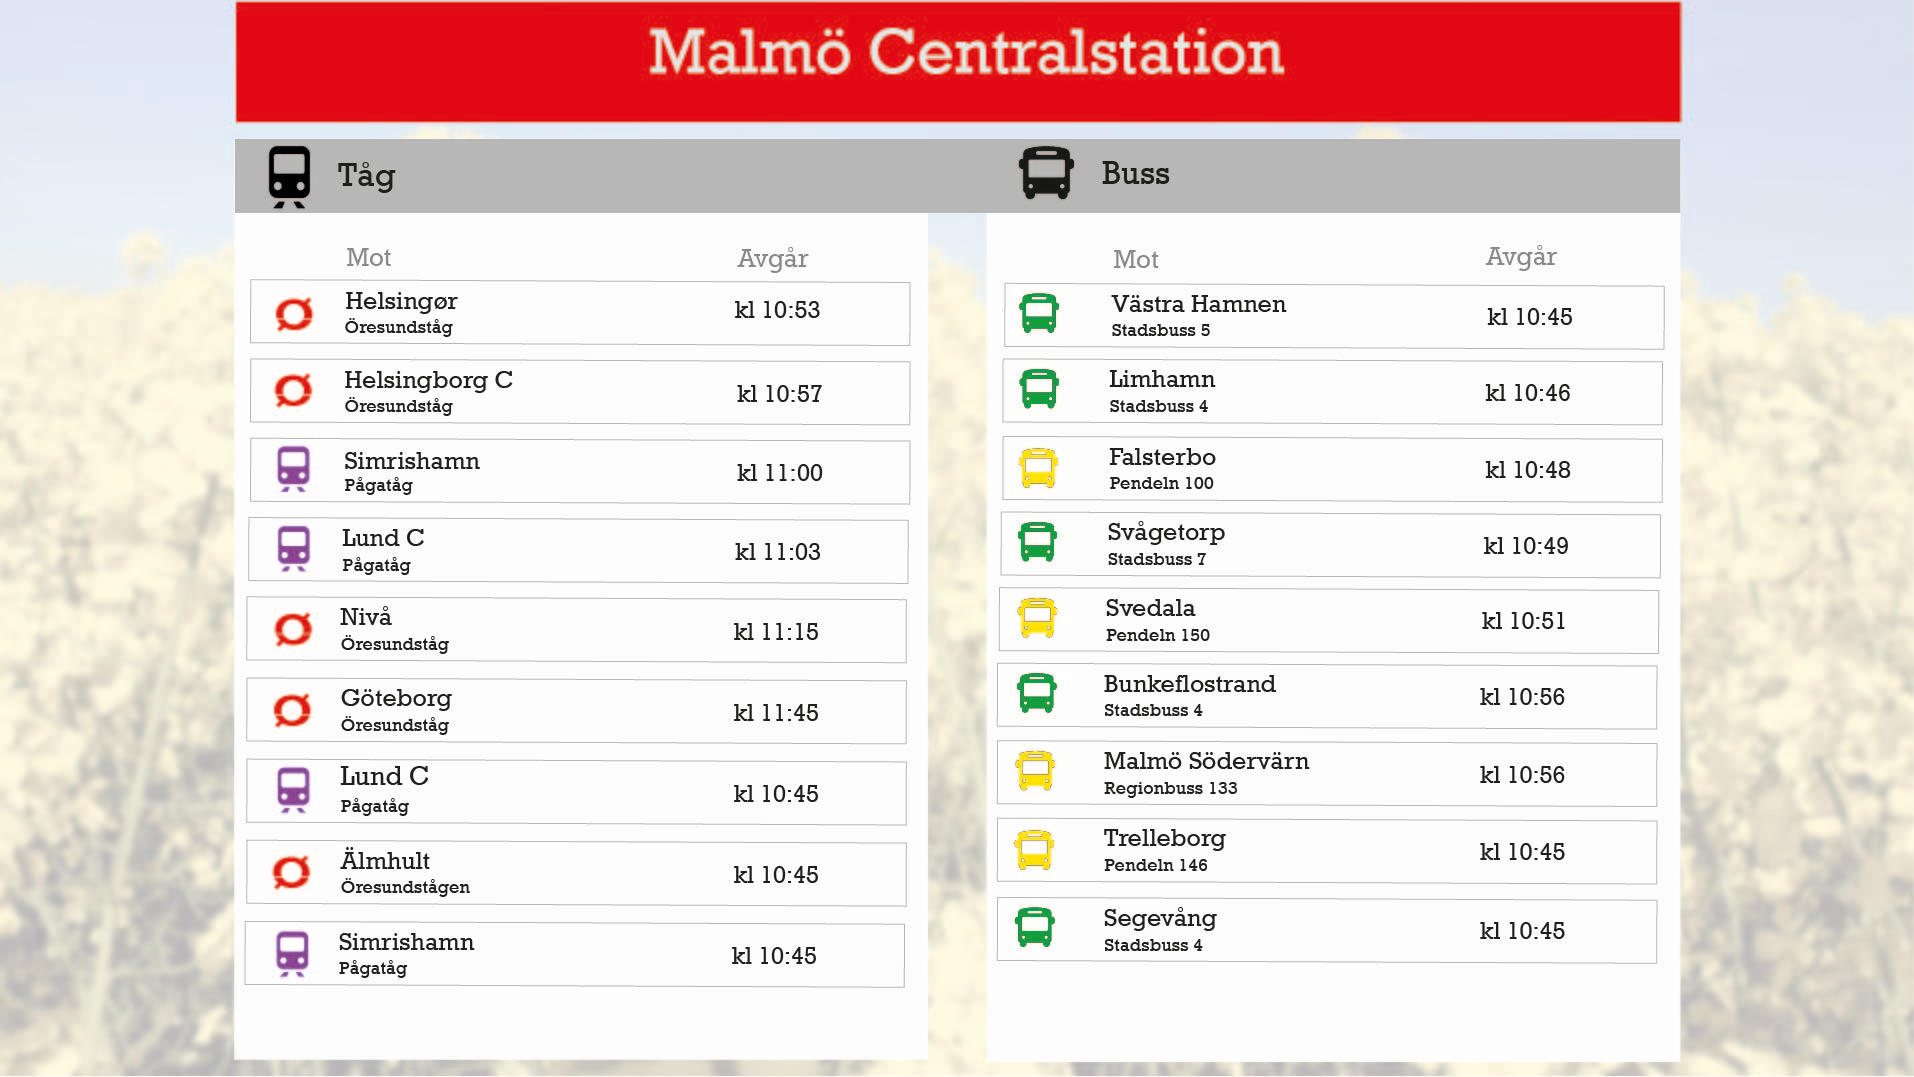 Malmö Centralstation
Tåg
Mot Avgår
Helsingør kl 10:53
Öresundståg
Helsingborg C kl 10:57
Öresundståg
Simrishamn kl 11:00
Pågatåg
Lund C kl 11:03
Pågatåg
Nivå kl 11:15
Öresundståg
Göteborg kl 11:45
Öresundståg
Lund C kl 10:45
Pågatåg
Älmhult kl 10:45
Öresundstågen
Simrishamn kl 10:45
Pågatåg
Buss
Mot Avgår
Västra Hamnen kl 10:45
Stadsbuss 5
Limhamn kl 10:46
Stadsbuss 4
Falsterbo kl 10:48
Pendeln 100
Svågetorp kl 10:49
Stadsbuss 7
Svedala kl 10:51
Pendeln 150
Bunkeflostrand kl 10:56
Stadsbuss 4
Malmö Södervärn kl 10:56
Regionbuss 133
Trelleborg kl 10:45
Pendeln 146
Segevång kl 10:45
Stadsbuss 4